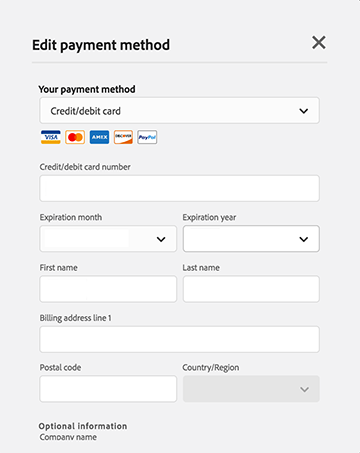 Edit payment method
Your payment method
Credit/debit card
VISA AMEX DISCOVER PayPal
Credit/debit card number
Expiration month Expiration year
First name Last name
Billing address line 1
Postal code Country/Region
Optional information
Company name